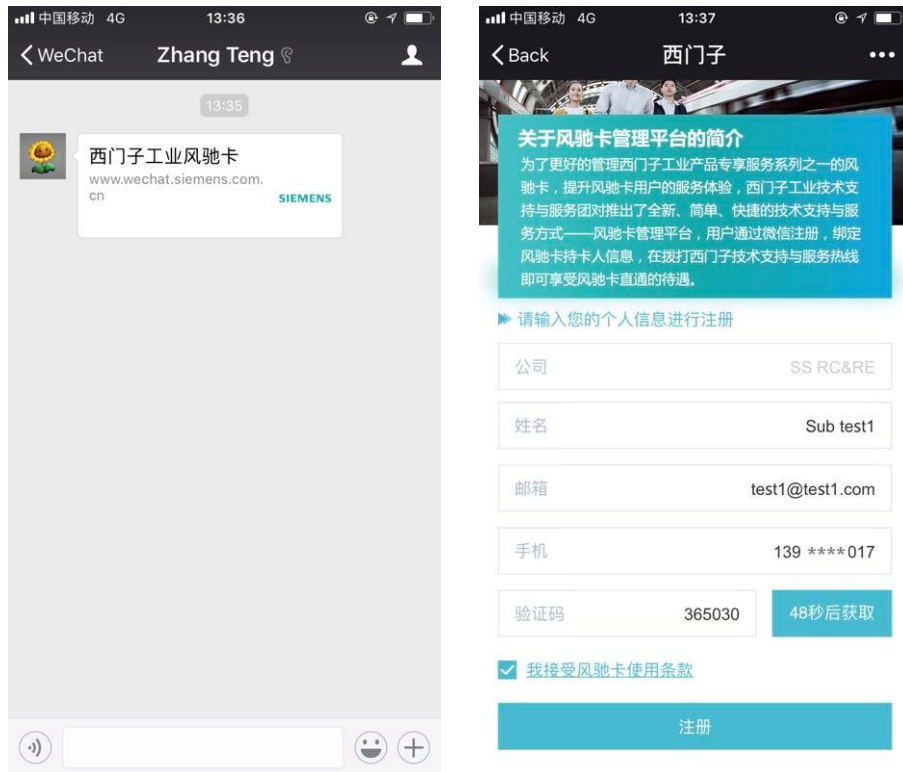 中国移动 4G 13:36
WeChat Zhang Teng
13:35
西门子工业风驰卡
www.wechat.siemens.com.
cn
SIEMENS
中国移动 4G 13:37
Back 西门子
关于风驰卡管理平台的简介
为了更好的管理西门子工业产品专享服务系列之一的风
驰卡，提升风驰卡用户的服务体验，西门子工业技术支
持与服务团对推出了全新、简单、快捷的技术支持与服
务方式——风驰卡管理平台，用户通过微信注册，绑定
风驰卡持卡人信息，在拨打西门子技术支持与服务热线
即可享受风驰卡直通的待遇。
请输入您的个人信息进行注册
公司 SS RC&RE
姓名 Sub test1
邮箱 test1@test1.com
手机 139 ****017
验证码 365030 48秒后获取
我接受风驰卡使用条款
注册